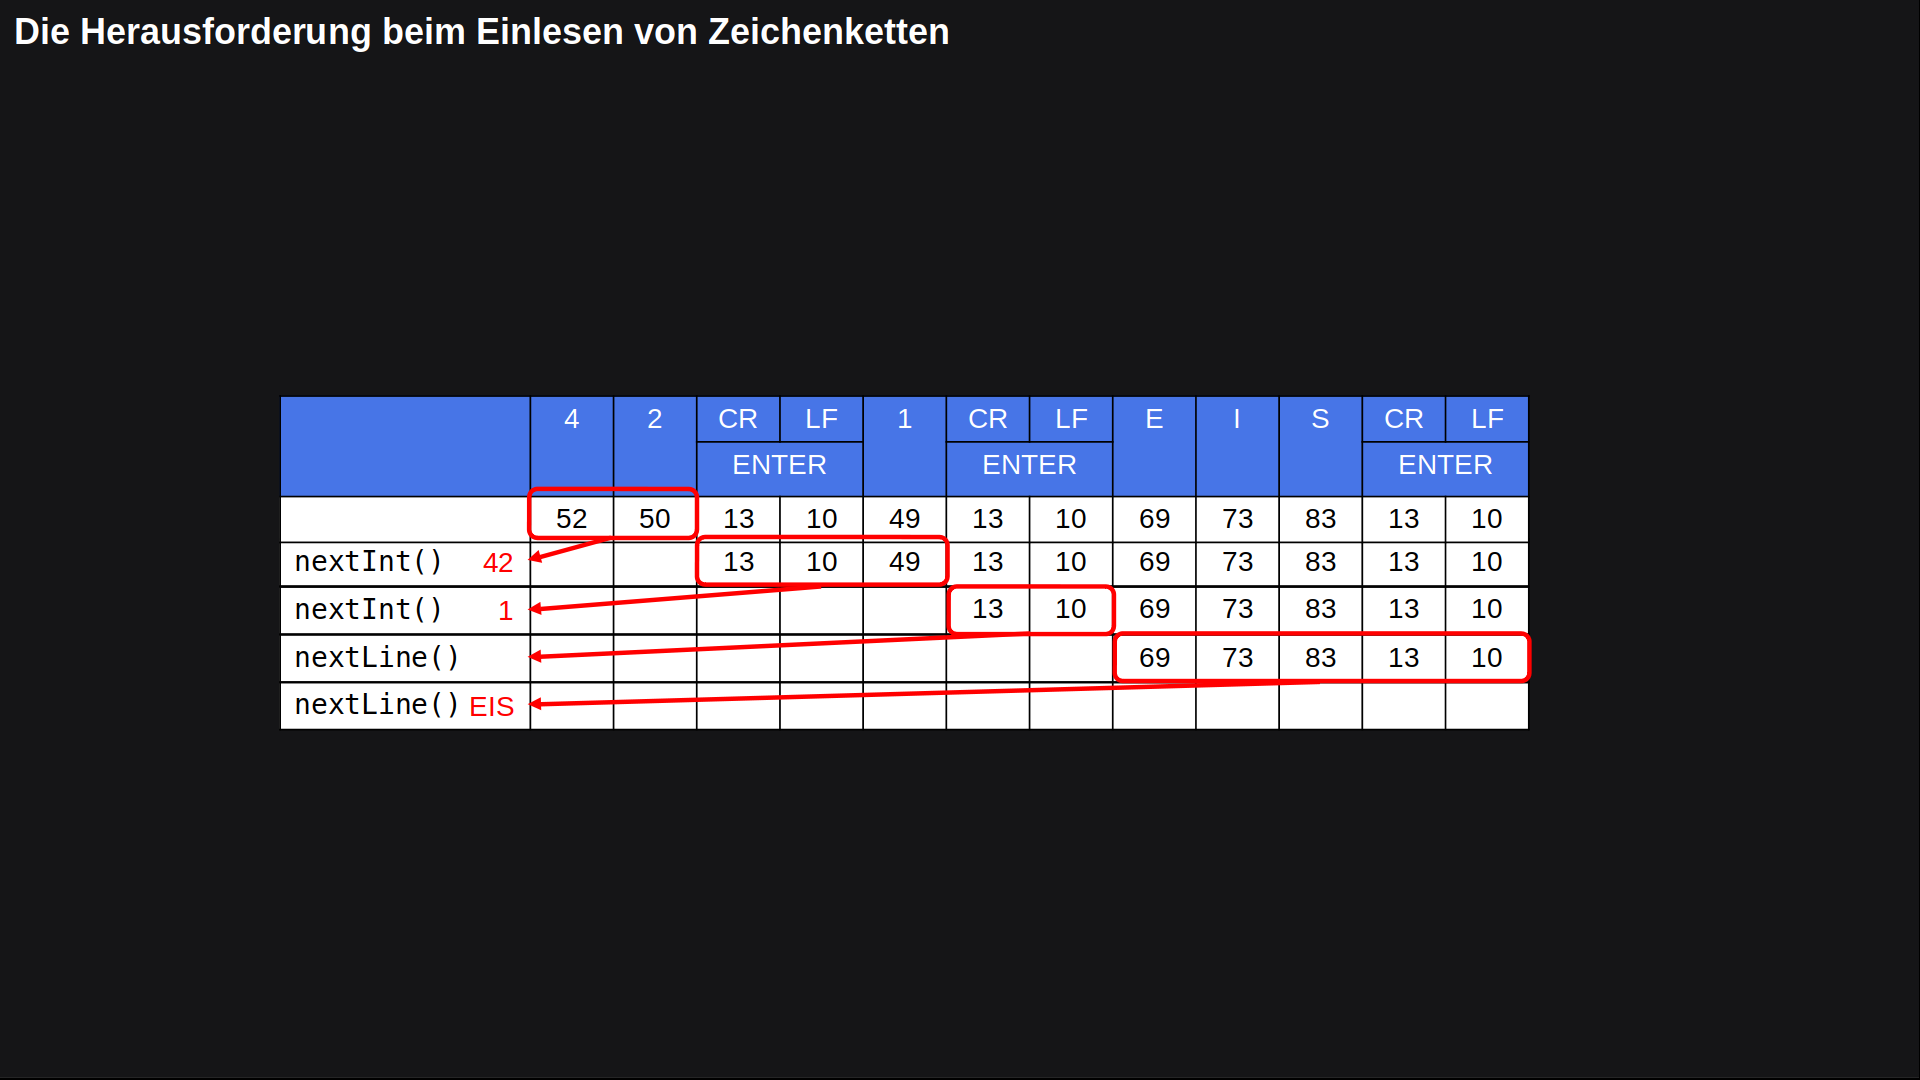 Die Herausforderung beim Einlesen von Zeichenketten
4 2 CR LF 1 CR LF E I S CR LF
ENTER ENTER ENTER
52 50 13 10 49 13 10 69 73 83 13 10
nextInt() 42 13 10 49 13 10 69 73 83 13 10
nextInt() 1 13 10 69 73 83 13 10
nextLine() 69 73 83 13 10
nextLine() EIS